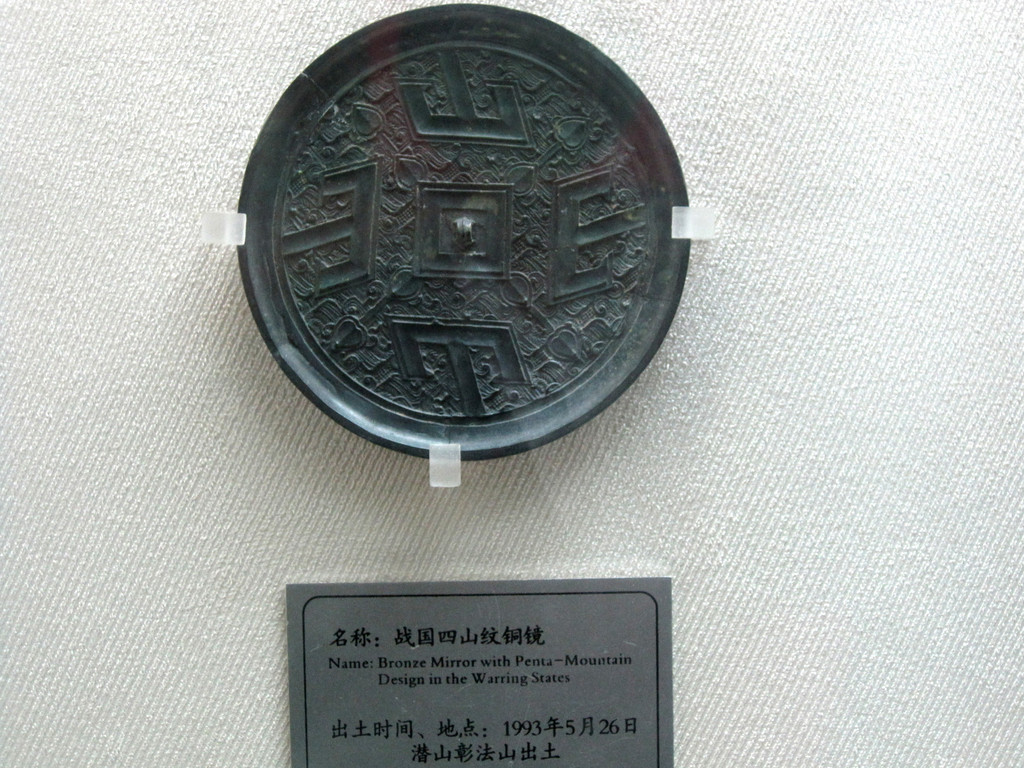 名称：战国四山纹铜镜
Name: Bronze Mirror with Penta-Mountain
Design in the Warring States
出土时间、地点：1993年5月26日
潜山彰法山出土